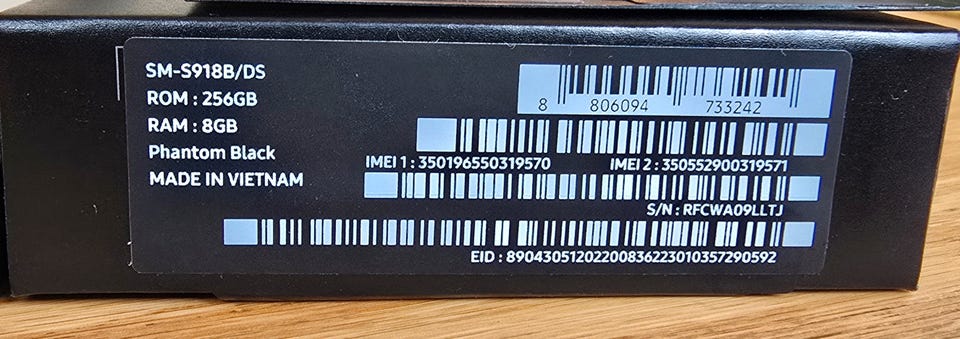 SM-S918B/DS
ROM : 256GB
RAM : 8GB
Phantom Black
MADE IN VIETNAM
8 806094 733242
IMEI 1 : 350196550319570 IMEI 2 : 350552900319571
S/N : RFCWA09LLTJ
EID : 89043051202200836223010357290592